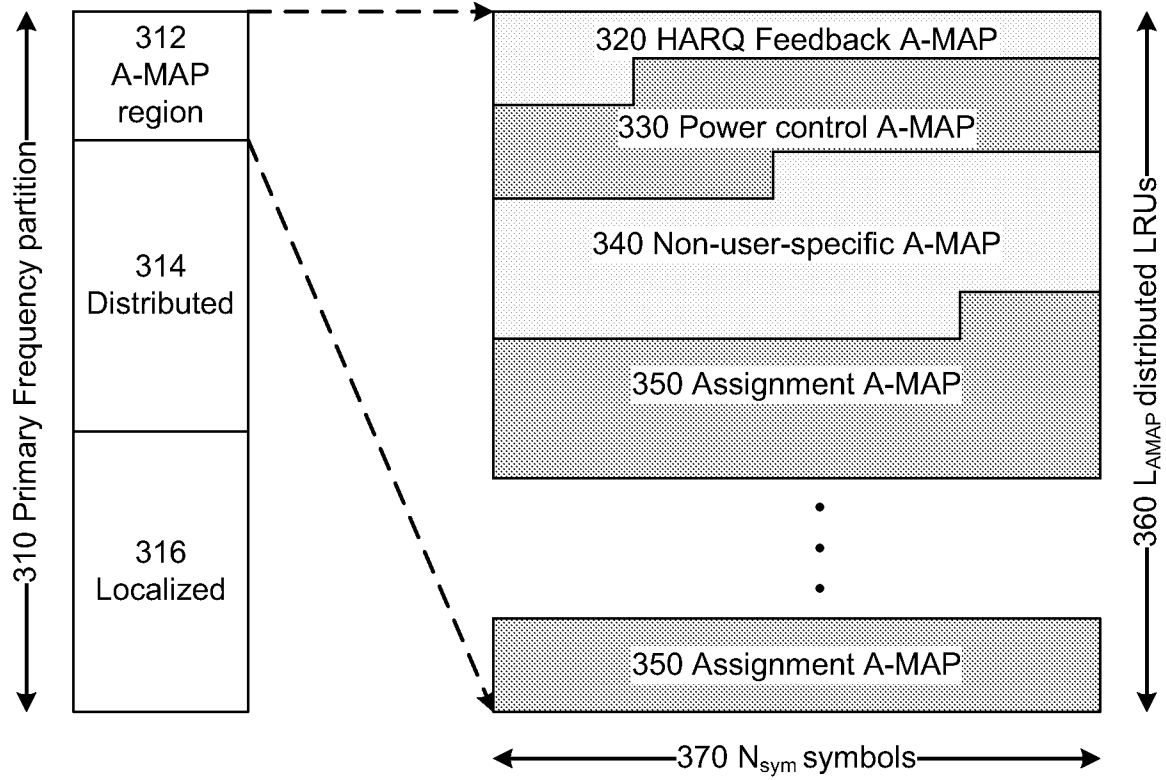 310 Primary Frequency partition
312
A-MAP
region
314
Distributed
316
Localized
320 HARQ Feedback A-MAP
330 Power control A-MAP
340 Non-user-specific A-MAP
350 Assignment A-MAP
350 Assignment A-MAP
360 LAMAP distributed LRUs
370 Nsym symbols